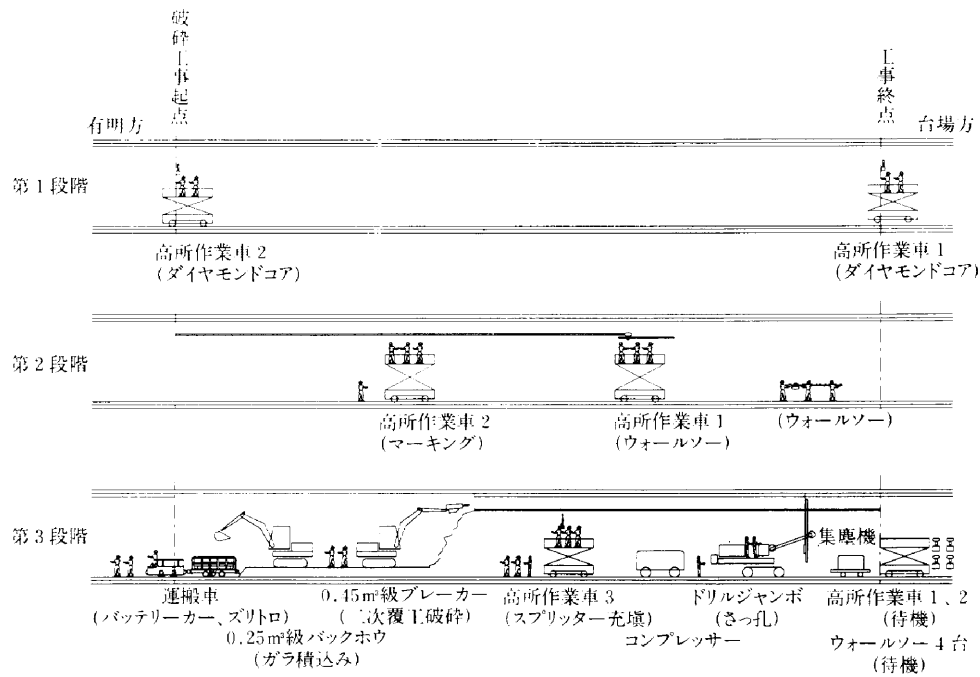 破砕工事起点
工事終点
有明方
台場方
第1段階
高所作業車2
(ダイヤモンドコア)
高所作業車1
(ダイヤモンドコア)
第2段階
高所作業車2
(マーキング)
高所作業車1
(ウォールソー)
(ウォールソー)
第3段階
集塵機
運搬車
(バッテリーカー、ズリトロ)
0.25m³級バックホウ
(ガラ積込み)
0.45m³級ブレーカー
(二次覆工破砕)
高所作業車3
(スプリッター充填)
コンプレッサー
ドリルジャンボ
(さっ孔)
高所作業車1、2
(待機)
ウォールソー4台
(待機)